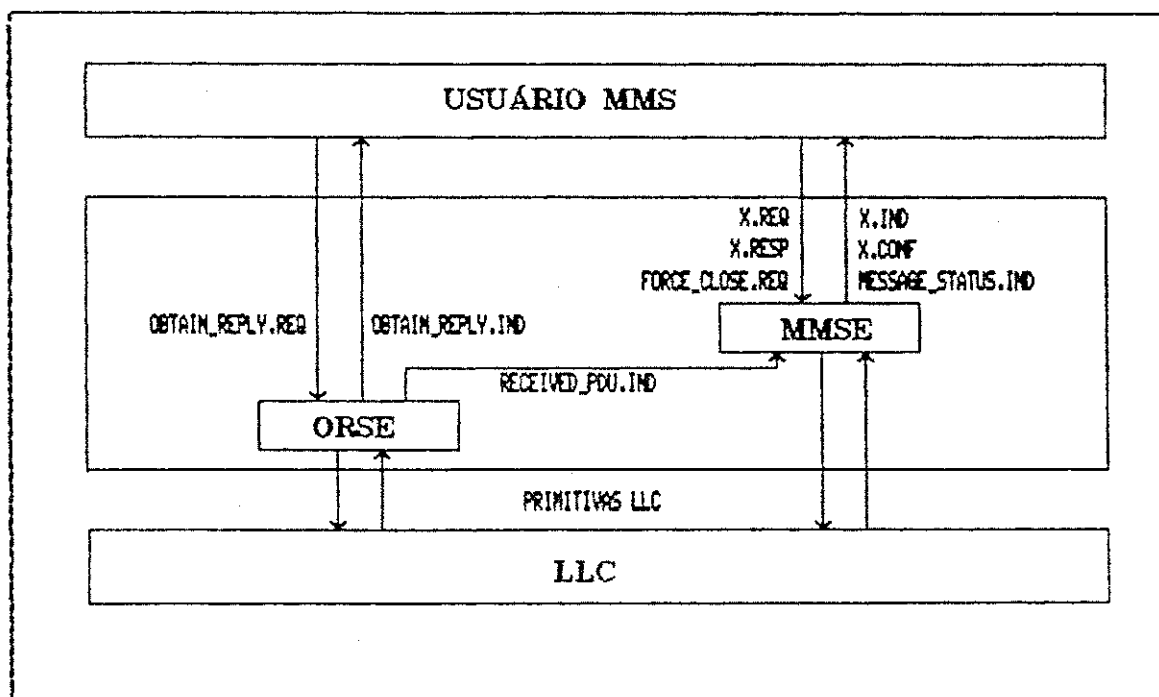 USUÁRIO MMS
X.REQ
X.IND
X.RESP
X.CONF
FORCE_CLOSE.REQ
MESSAGE_STATUS.IND
OBTAIN_REPLY.REQ
OBTAIN_REPLY.IND
MMSE
RECEIVED_PDU.IND
ORSE
PRIMITIVAS LLC
LLC